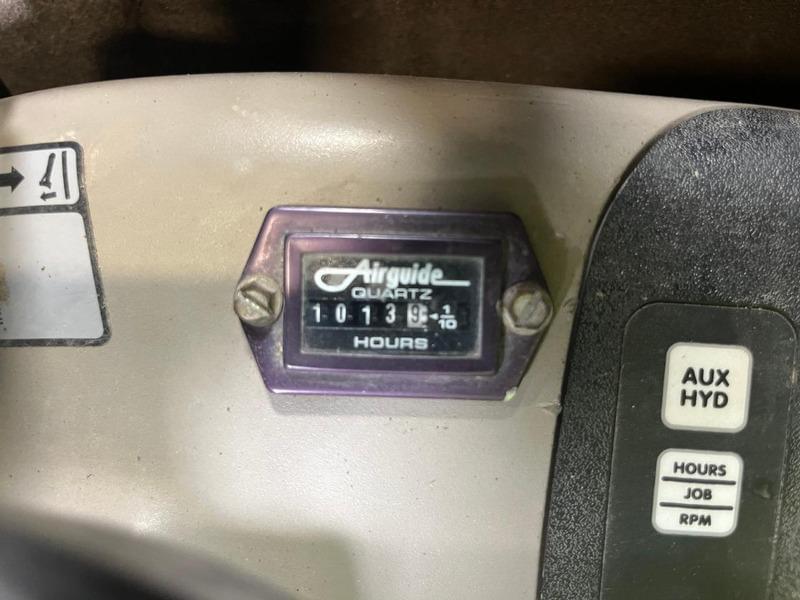 Airguide
QUARTZ
1 0 1 3 9 1/10
HOURS
AUX
HYD
HOURS
JOB
RPM